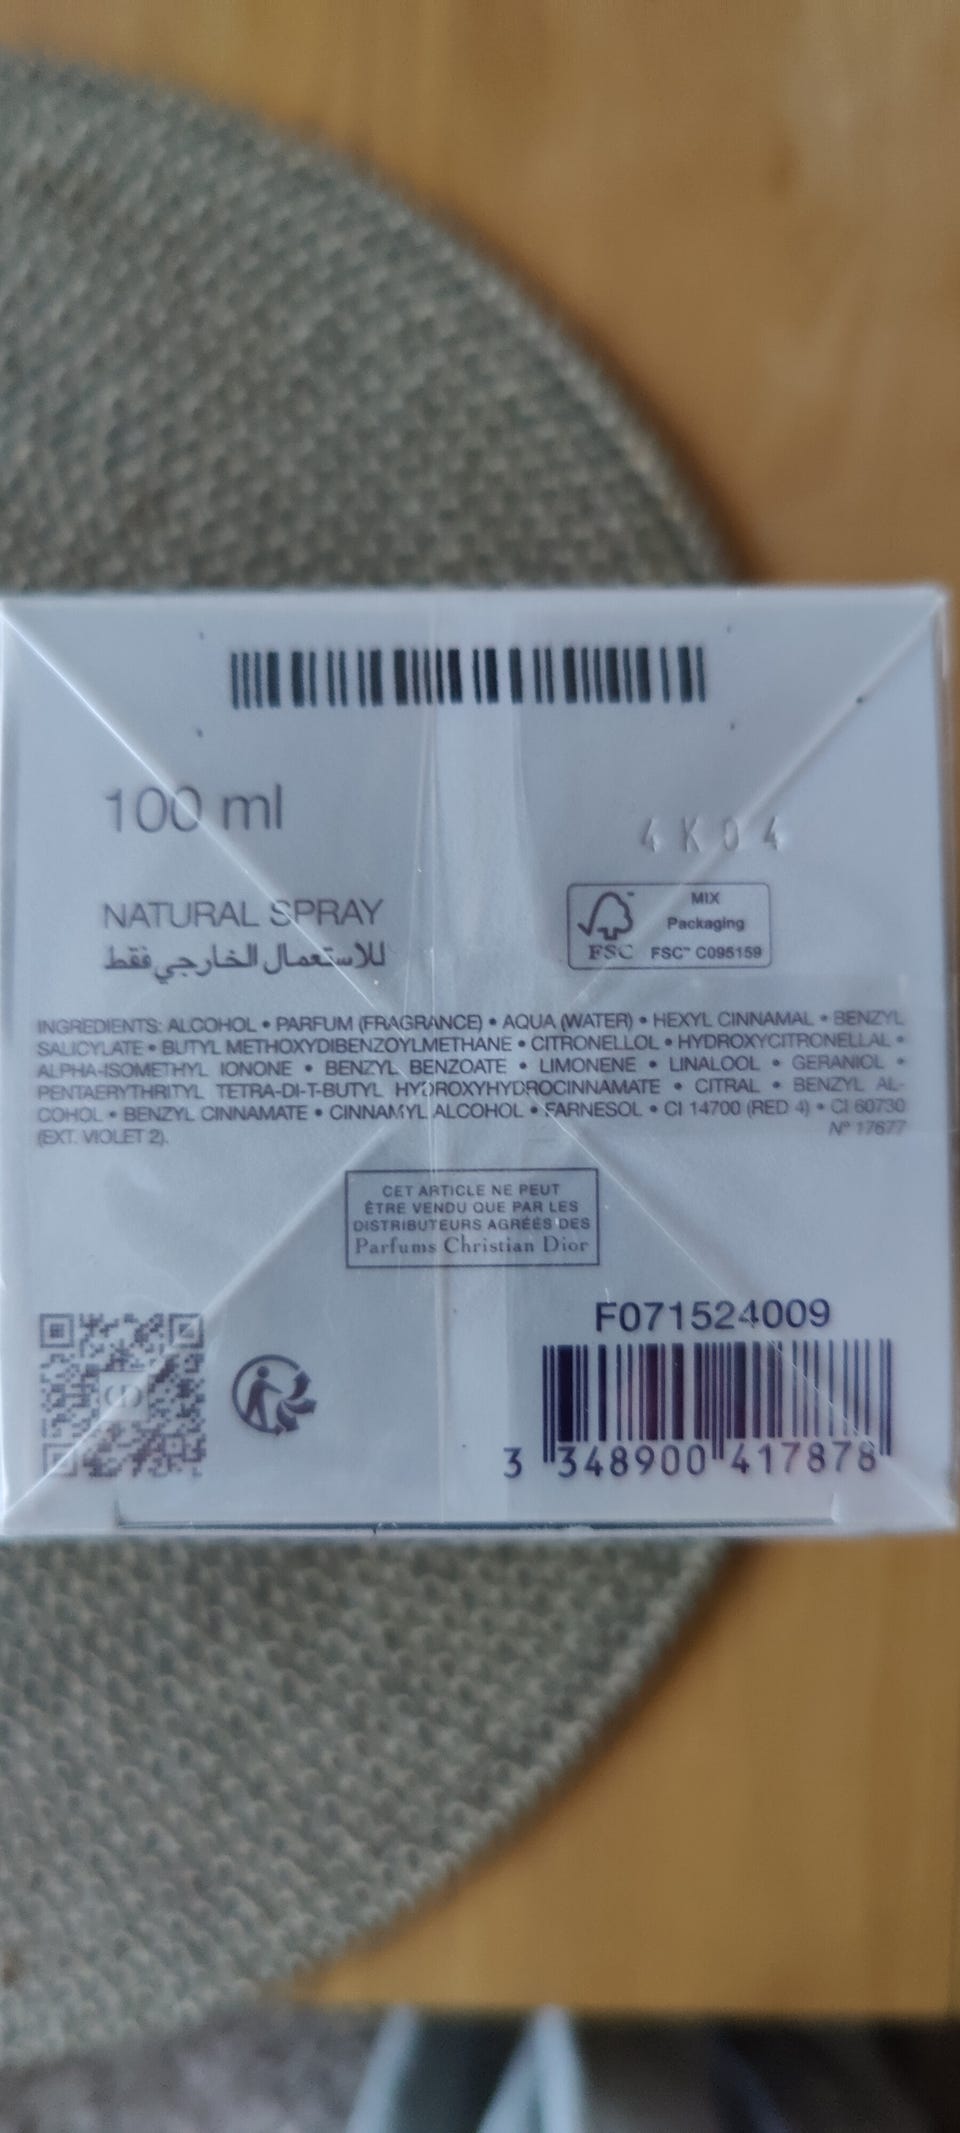 100 ml
4K04
NATURAL SPRAY
للاستعمال الخارجي فقط
MIX
Packaging
FSC™ C095159
FSC
INGREDIENTS: ALCOHOL • PARFUM (FRAGRANCE) • AQUA (WATER) • HEXYL CINNAMAL • BENZYL
SALICYLATE • BUTYL METHOXYDIBENZOYLMETHANE • CITRONELLOL • HYDROXYCITRONELLAL •
ALPHA-ISOMETHYL IONONE • BENZYL BENZOATE • LIMONENE • LINALOOL • GERANIOL •
PENTAERYTHRITYL TETRA-DI-T-BUTYL HYDROXYHYDROCINNAMATE • CITRAL • BENZYL AL-
COHOL • BENZYL CINNAMATE • CINNAMYL ALCOHOL • FARNESOL • CI 14700 (RED 4) • CI 60730
(EXT. VIOLET 2). N° 17677
CET ARTICLE NE PEUT
ÊTRE VENDU QUE PAR LES
DISTRIBUTEURS AGRÉÉS DES
Parfums Christian Dior
F071524009
3 348900 417878
CD